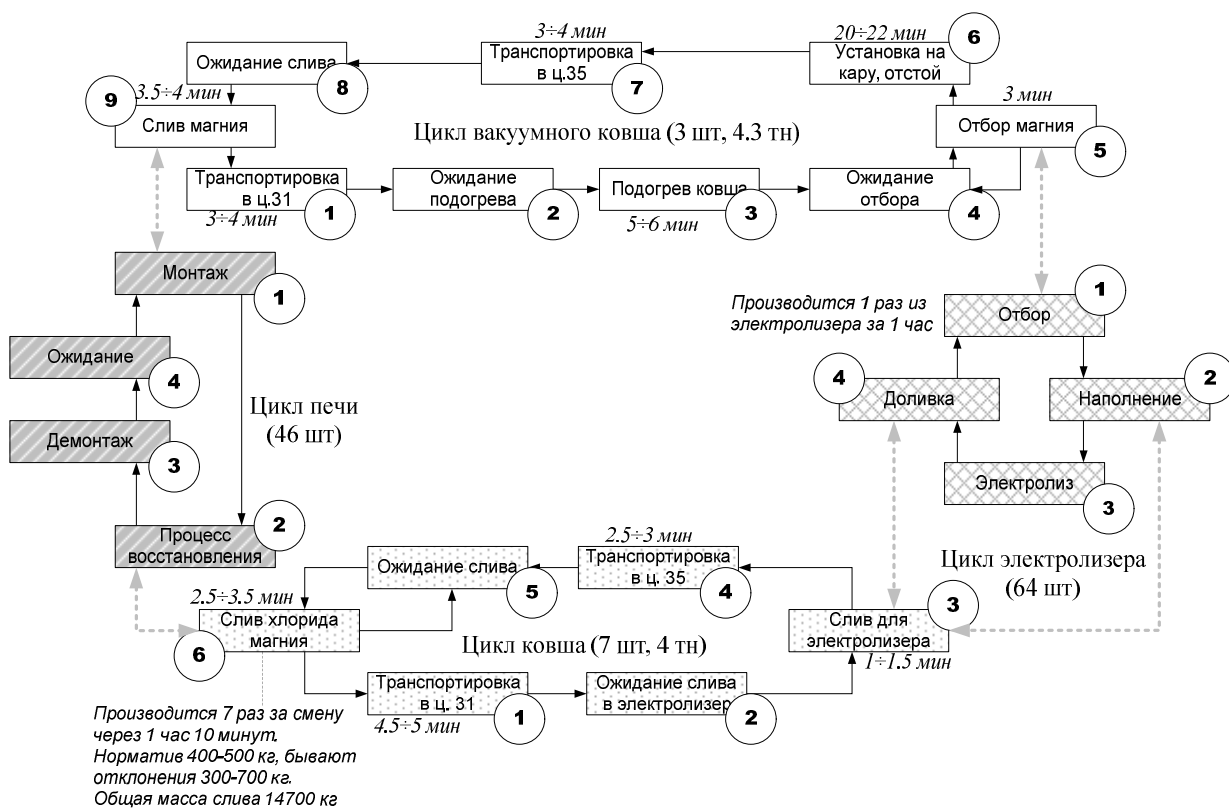 20÷22 мин
6
Установка на
кару, отстой
3÷4 мин
Транспортировка
в ц.35
7
Ожидание слива
8
9
3.5÷4 мин
Слив магния
Цикл вакуумного ковша (3 шт, 4.3 тн)
3 мин
Отбор магния
5
Транспортировка
в ц.31
1
3÷4 мин
Ожидание
подогрева
2
Подогрев ковша
3
5÷6 мин
Ожидание
отбора
4
Монтаж
1
Ожидание
4
Демонтаж
3
Процесс
восстановления
2
Цикл печи
(46 шт)
Производится 1 раз из
электролизера за 1 час
1
Отбор
4
Доливка
2
Наполнение
Электролиз
3
Цикл электролизера
(64 шт)
2.5÷3 мин
Транспортировка
в ц. 35
4
Ожидание слива
5
2.5÷3.5 мин
Слив хлорида
магния
6
Цикл ковша (7 шт, 4 тн)
3
Слив для
электролизера
1÷1.5 мин
Транспортировка
в ц. 31
1
4.5÷5 мин
Ожидание слива
в электролизер
2
Производится 7 раз за смену
через 1 час 10 минут.
Норматив 400-500 кг, бывают
отклонения 300-700 кг.
Общая масса слива 14700 кг